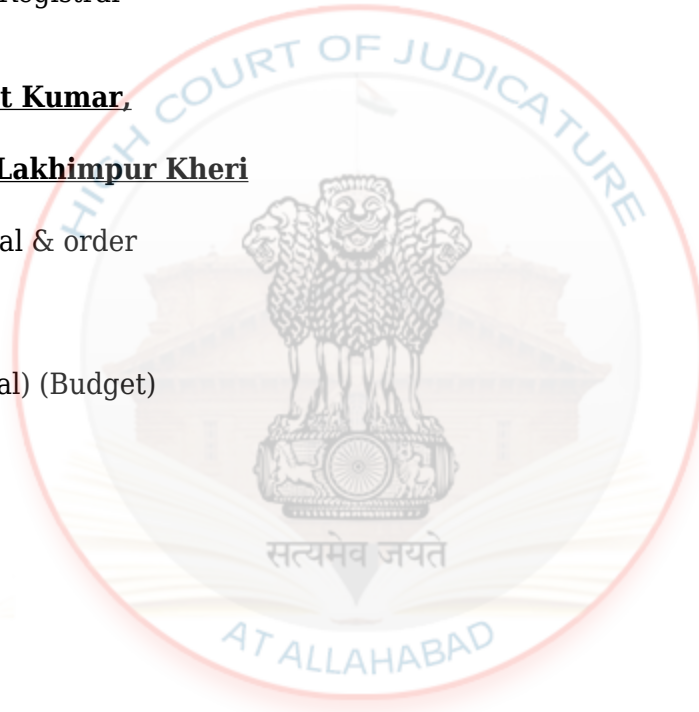 Registrar
t Kumar,
Lakhimpur Kheri
al & order
al) (Budget)
HIGH COURT OF JUDICATURE
सत्यमेव जयते
AT ALLAHABAD